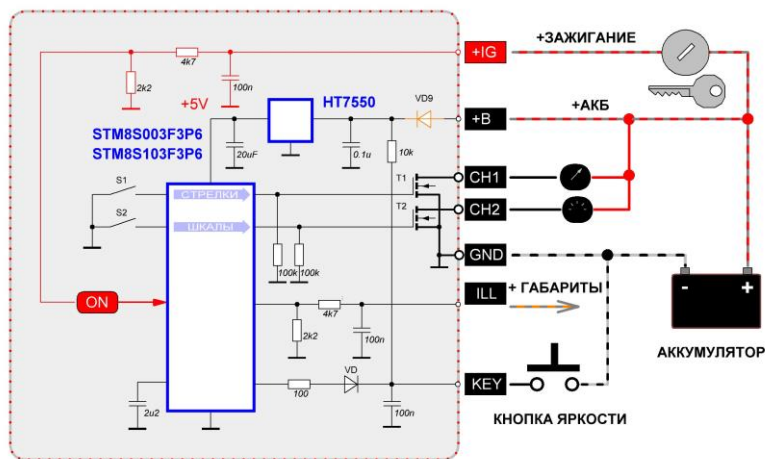 +ЗАЖИГАНИЕ
+IG
4k7
2k2
100n
+5V
HT7550
VD9
+АКБ
+B
STM8S003F3P6
STM8S103F3P6
20uF
0.1u
10k
S1
СТРЕЛКИ
T1
CH1
S2
ШКАЛЫ
T2
CH2
100k
100k
GND
ON
ILL
+ ГАБАРИТЫ
- +
4k7
2k2
100n
АККУМУЛЯТОР
VD
100
KEY
2u2
100n
КНОПКА ЯРКОСТИ